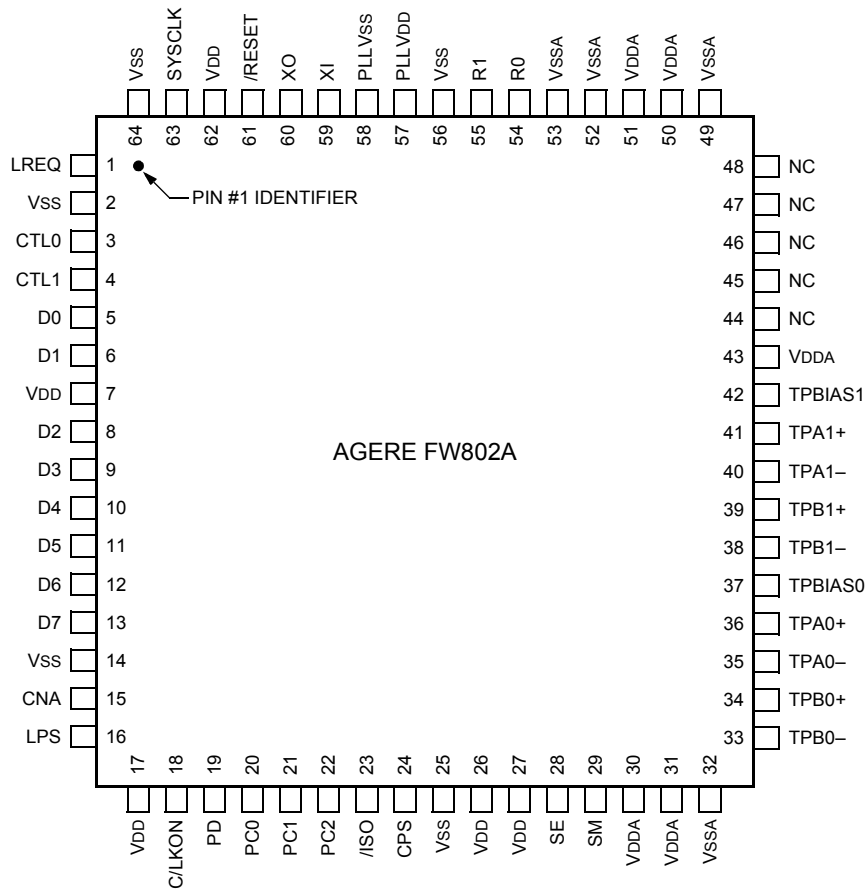 VSS SYSCLK VDD /RESET XO XI PLLVSS PLLVDD VSS R1 R0 VSSA VSSA VDDA VDDA VSSA
64 63 62 61 60 59 58 57 56 55 54 53 52 51 50 49
LREQ 1 48 NC
PIN #1 IDENTIFIER
VSS 2 47 NC
CTL0 3 46 NC
CTL1 4 45 NC
D0 5 44 NC
D1 6 43 VDDA
VDD 7 42 TPBIAS1
D2 8 41 TPA1+
AGERE FW802A
D3 9 40 TPA1–
D4 10 39 TPB1+
D5 11 38 TPB1–
D6 12 37 TPBIAS0
D7 13 36 TPA0+
VSS 14 35 TPA0–
CNA 15 34 TPB0+
LPS 16 33 TPB0–
17 18 19 20 21 22 23 24 25 26 27 28 29 30 31 32
VDD C/LKON PD PC0 PC1 PC2 /ISO CPS VSS VDD VDD SE SM VDDA VDDA VSSA